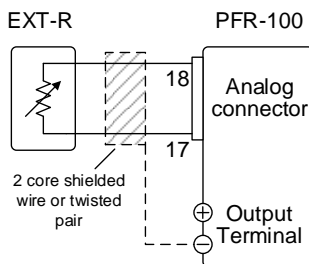 EXT-R
PFR-100
18
Analog
connector
17
2 core shielded
wire or twisted
pair
Output
Terminal